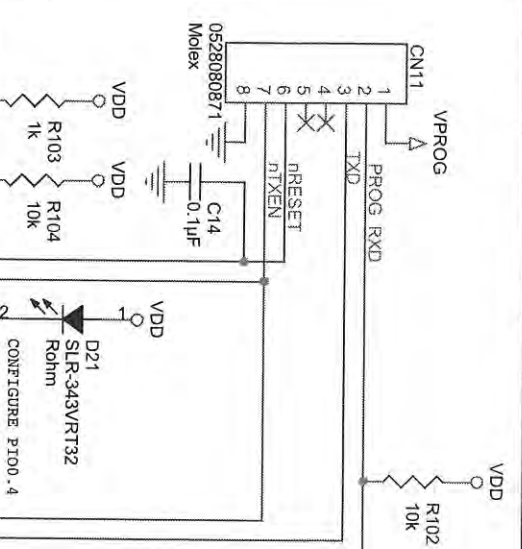 VDD
VPROG
CN11
R102
10k
1
2
PROG RXD
3
TXD
4
5
6
nRESET
7
nTXEN
8
0528080871
Molex
C14
0.1µF
VDD
1
VDD
VDD
D21
SLR-343VRT32
Rohm
R103
1k
R104
10k
CONFIGURE PIO0.4
2